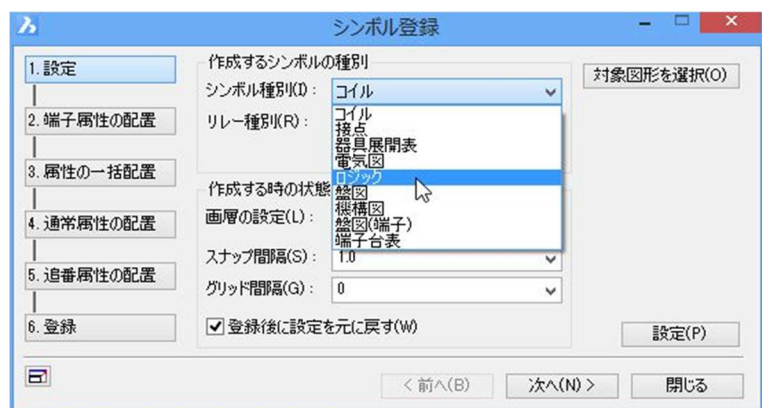 シンボル登録
1. 設定
2. 端子属性の配置
3. 属性の一括配置
4. 通常属性の配置
5. 追番属性の配置
6. 登録
作成するシンボルの種別
シンボル種別(I)： コイル
リレー種別(R)：
コイル
接点
器具展開表
電気図
ロジック
盤図
機構図
盤図(端子)
端子台表
作成する時の状態
画層の設定(L)：
スナップ間隔(S)： 1.0
グリッド間隔(G)： 0
登録後に設定を元に戻す(W)
対象図形を選択(O)
設定(P)
< 前へ(B)
次へ(N) >
閉じる